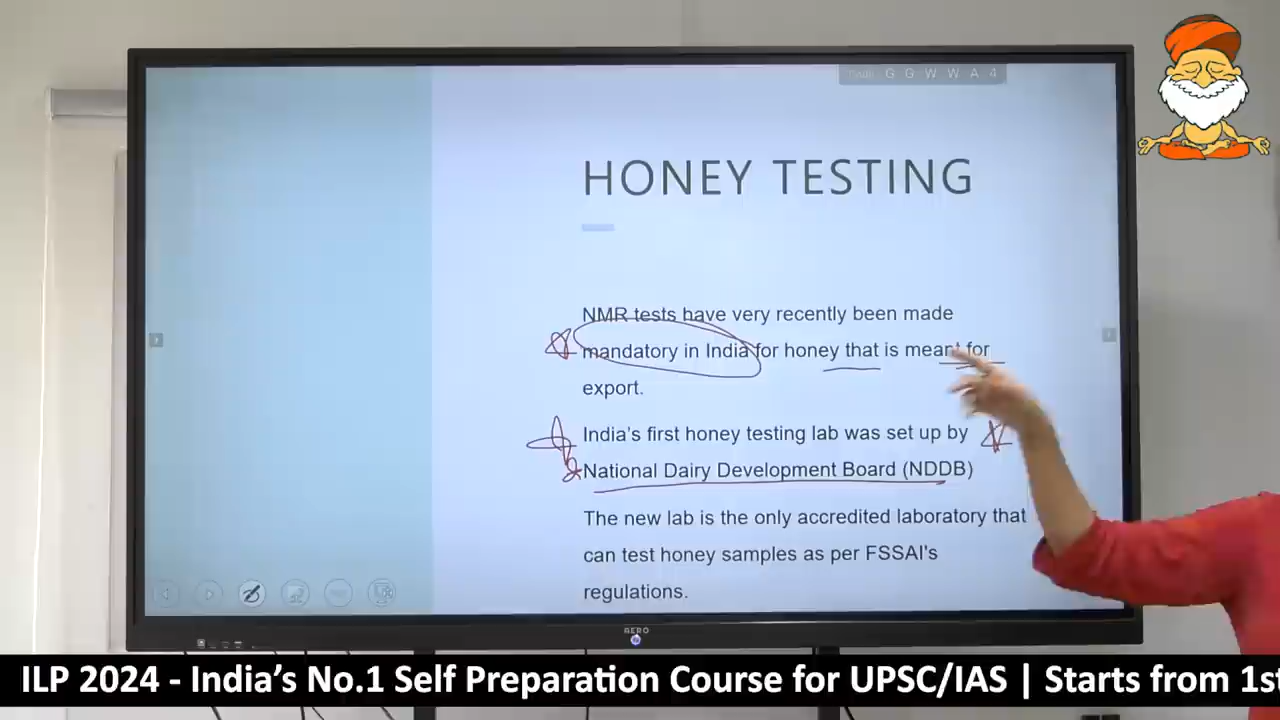 G G W W A 4
HONEY TESTING
NMR tests have very recently been made
mandatory in India for honey that is meant for
export.
India's first honey testing lab was set up by
National Dairy Development Board (NDDB)
The new lab is the only accredited laboratory that
can test honey samples as per FSSAI's
regulations.
ILP 2024 - India's No.1 Self Preparation Course for UPSC/IAS | Starts from 1st